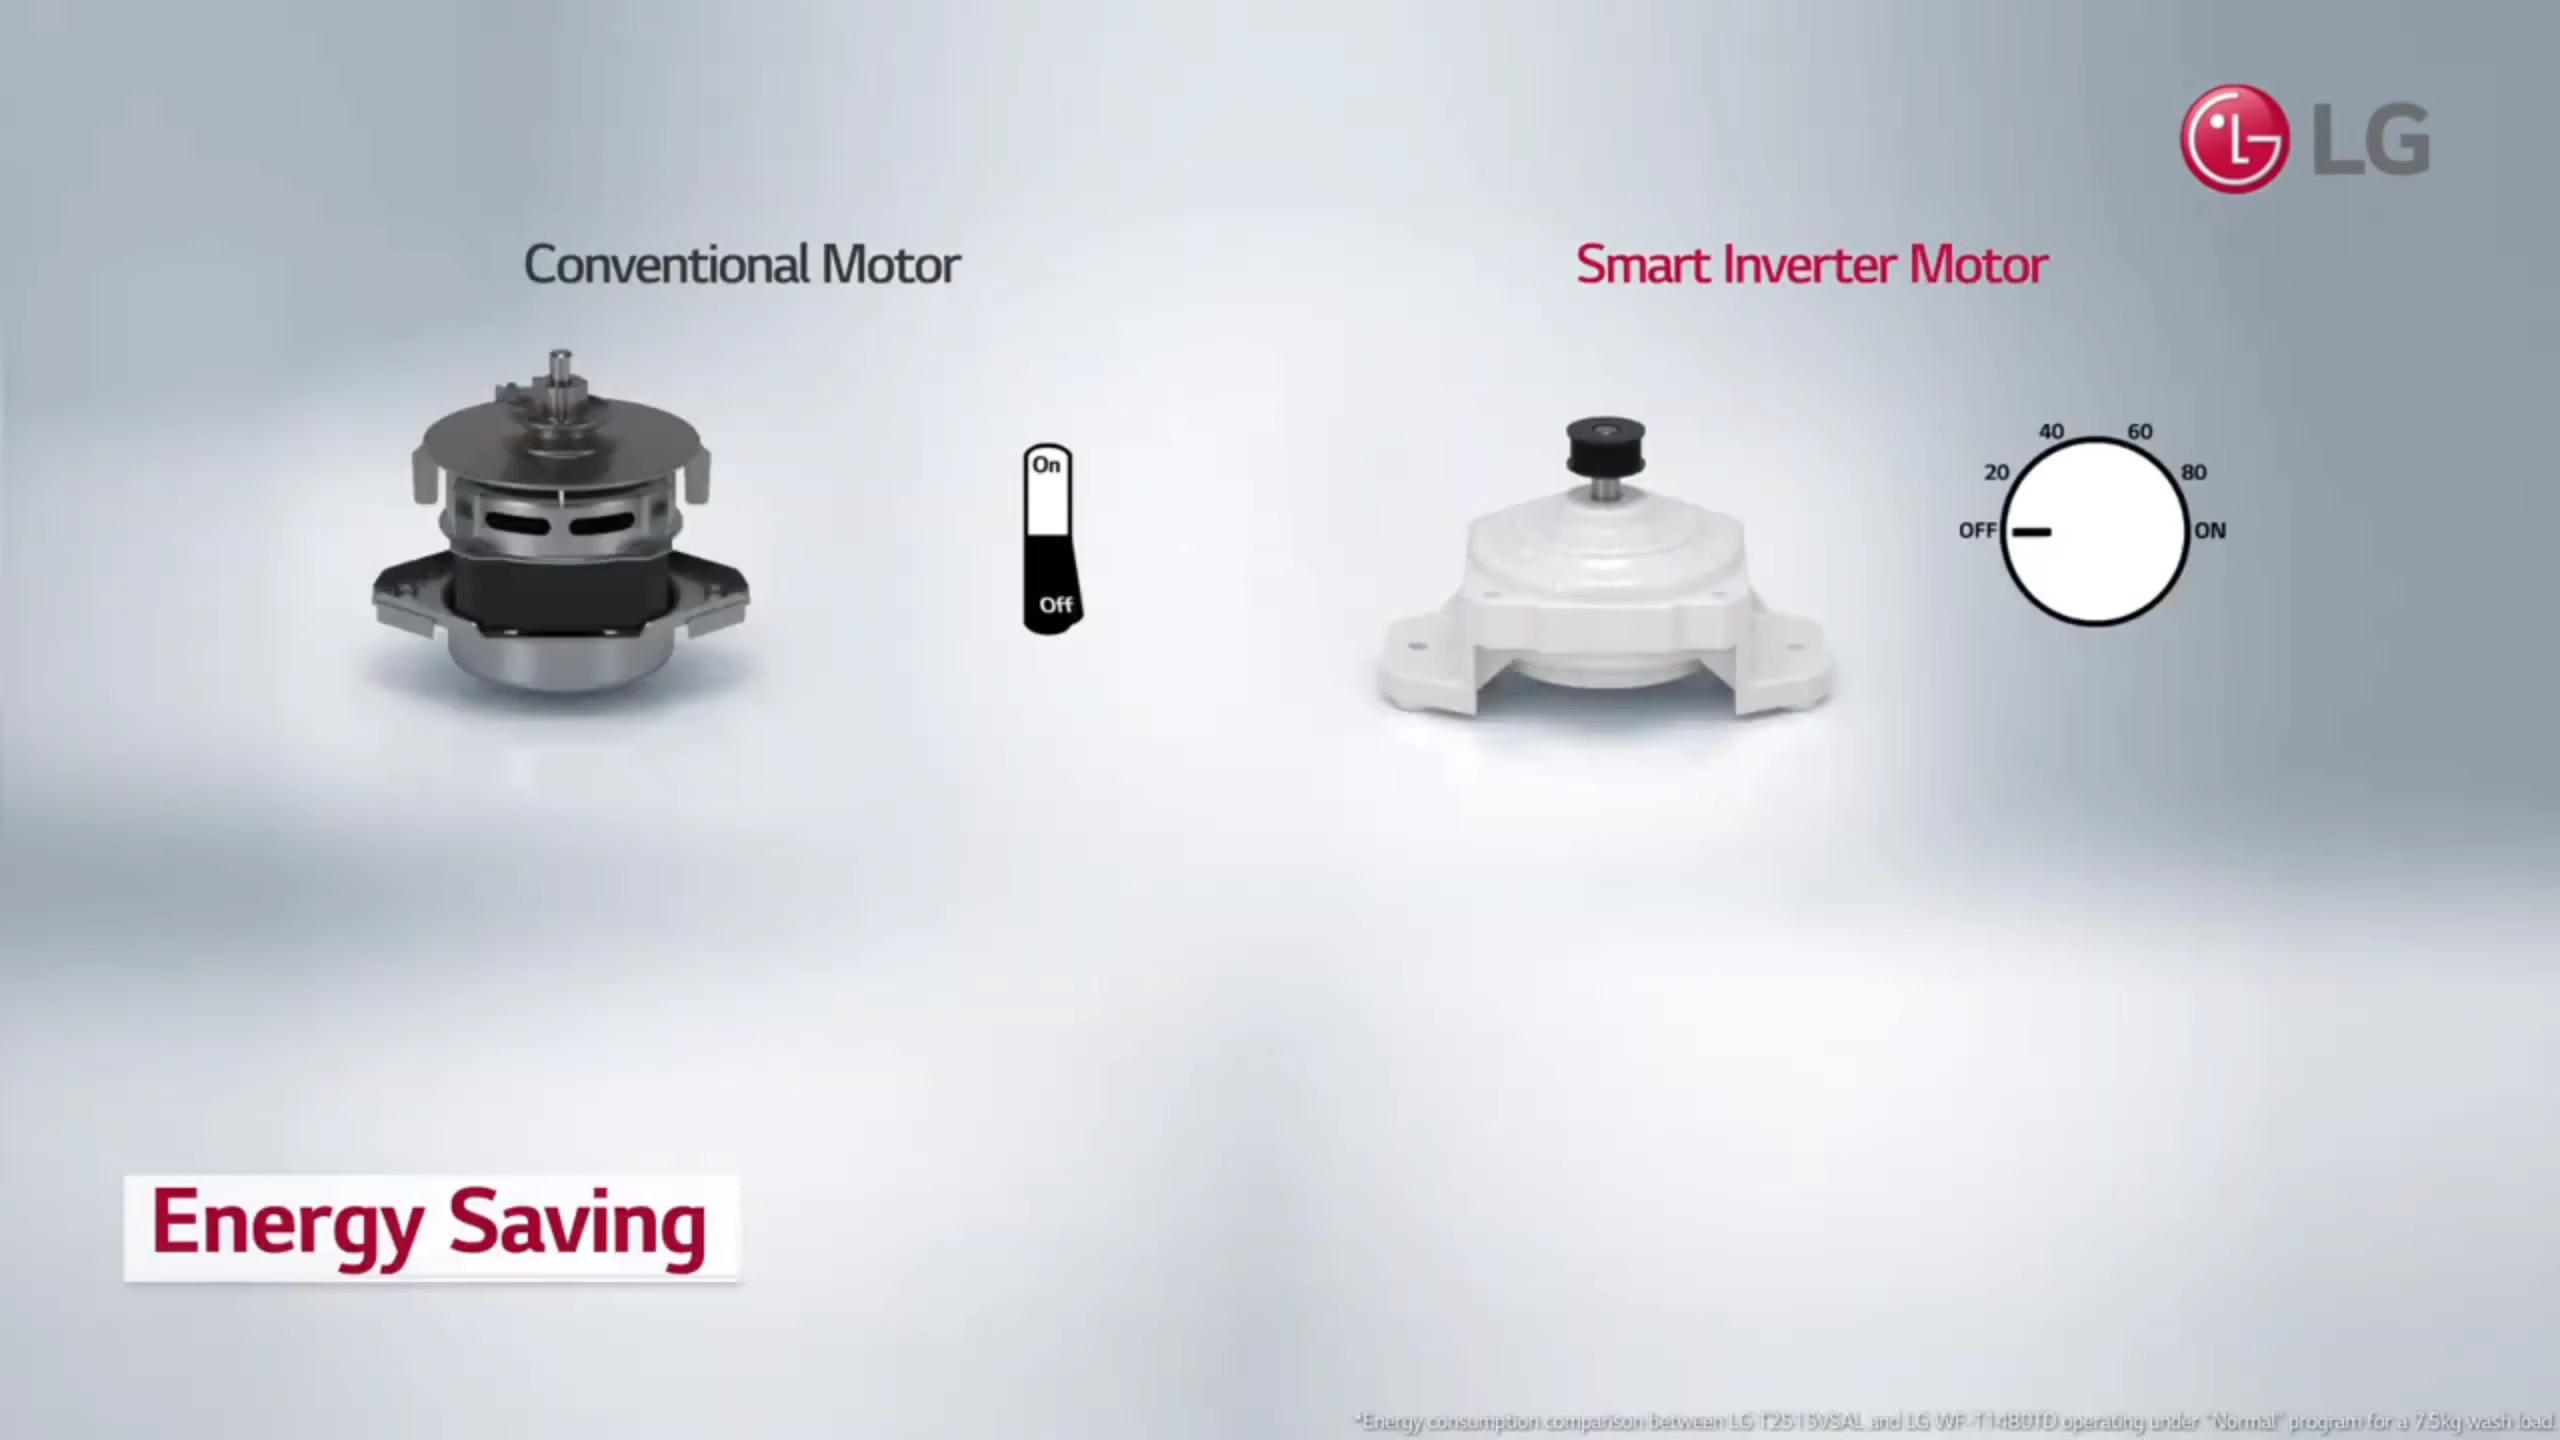 LG
Conventional Motor
Smart Inverter Motor
On
Off
OFF
20
40
60
80
ON
Energy Saving
*Energy consumption comparison between LG T2515VSAL and LG WF-T1480TD operating under "Normal" program for a 7.5kg wash load